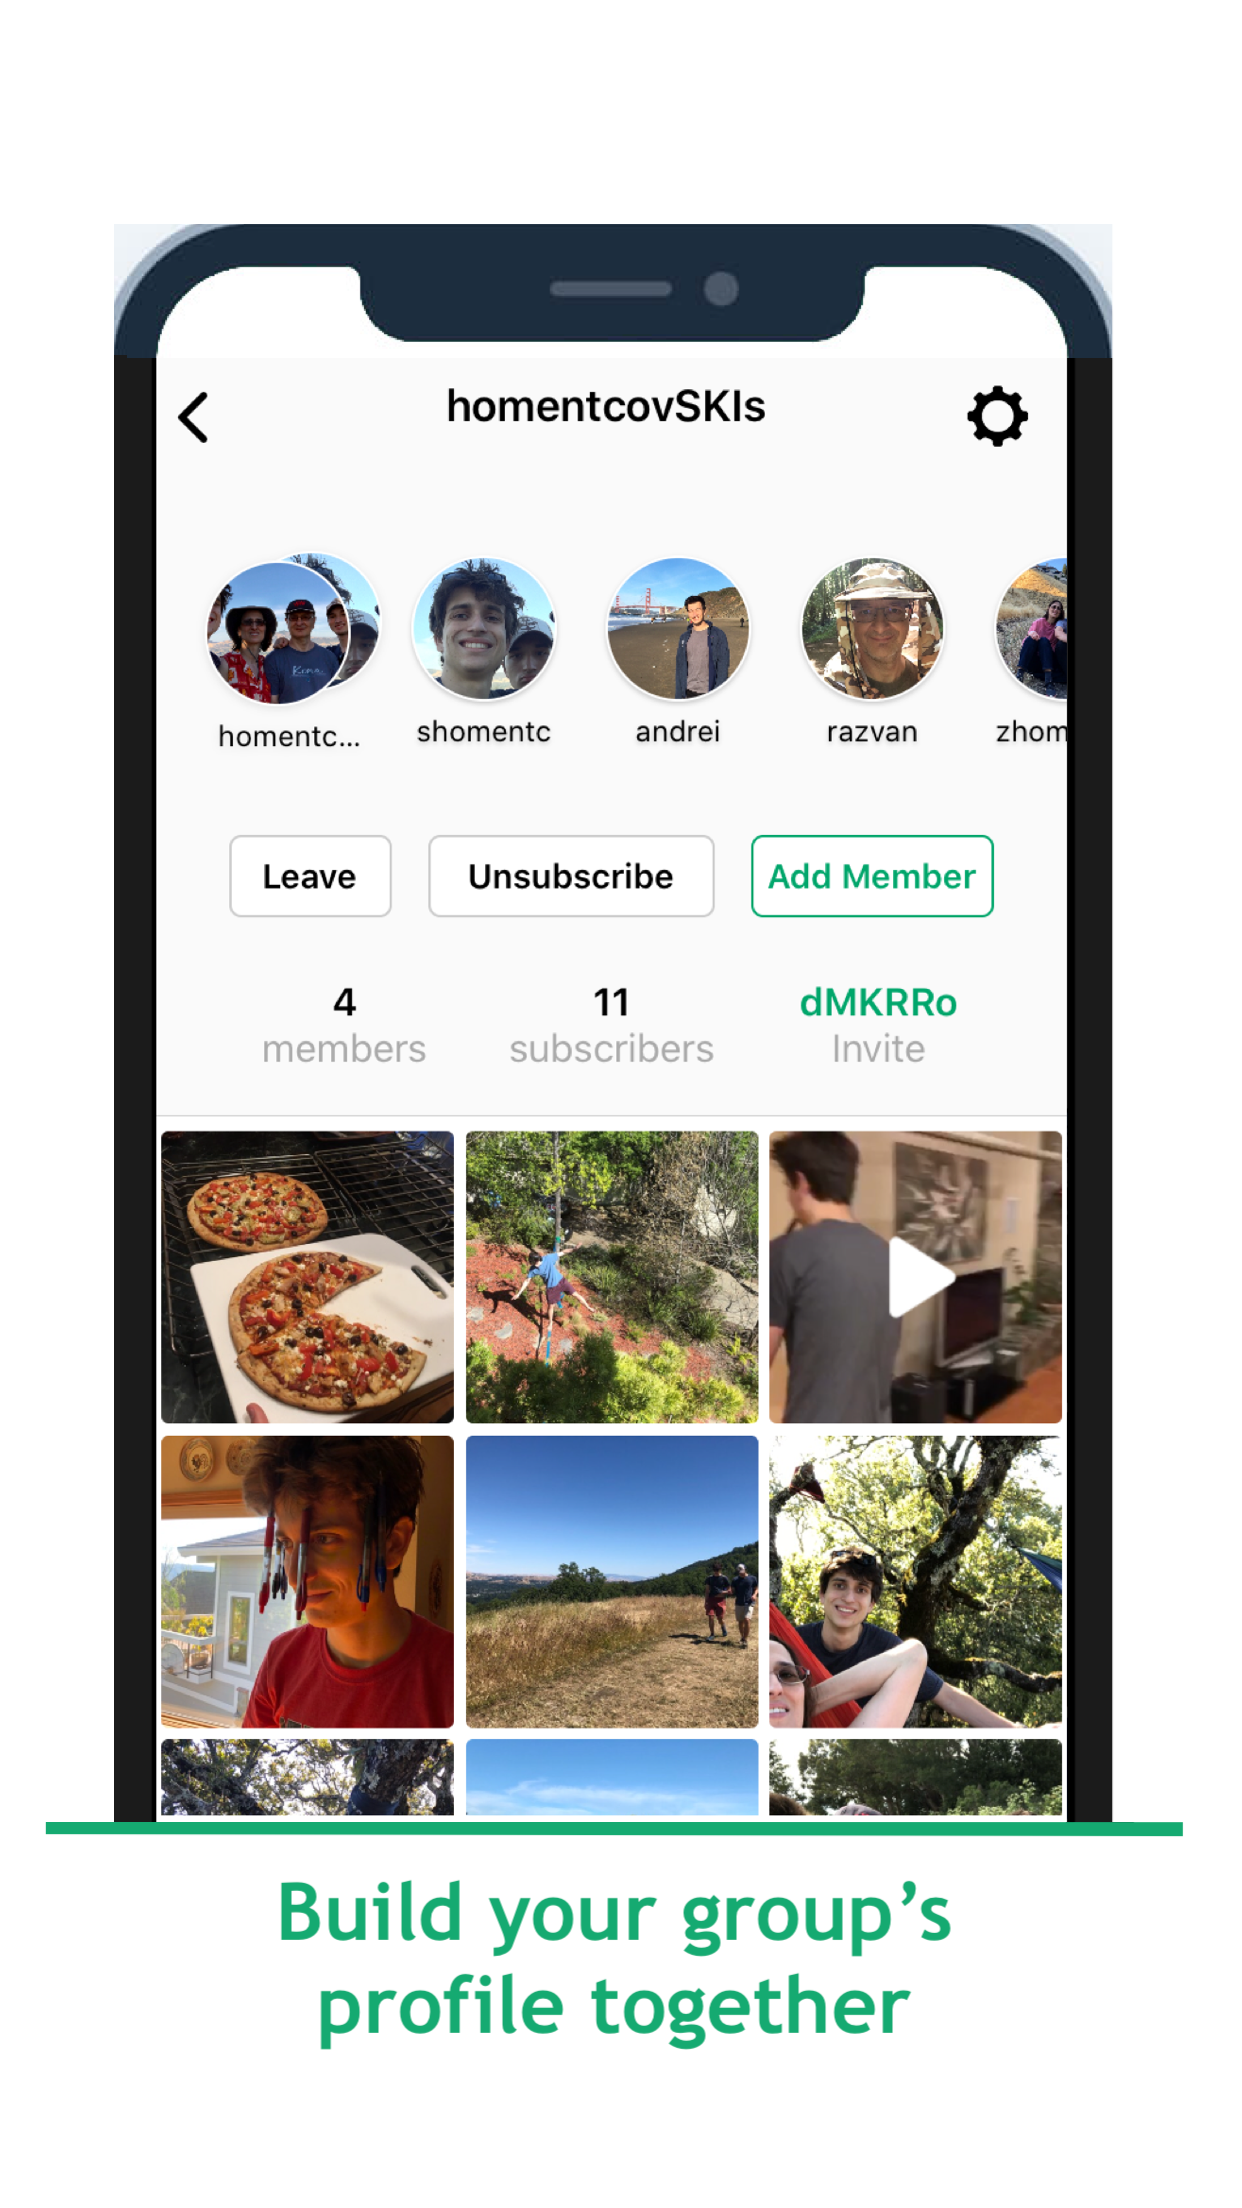 homentcovSKIs
homentc...
shomentc
andrei
razvan
zhom
Leave
Unsubscribe
Add Member
4
members
11
subscribers
dMKRRo
Invite
Build your group’s
profile together